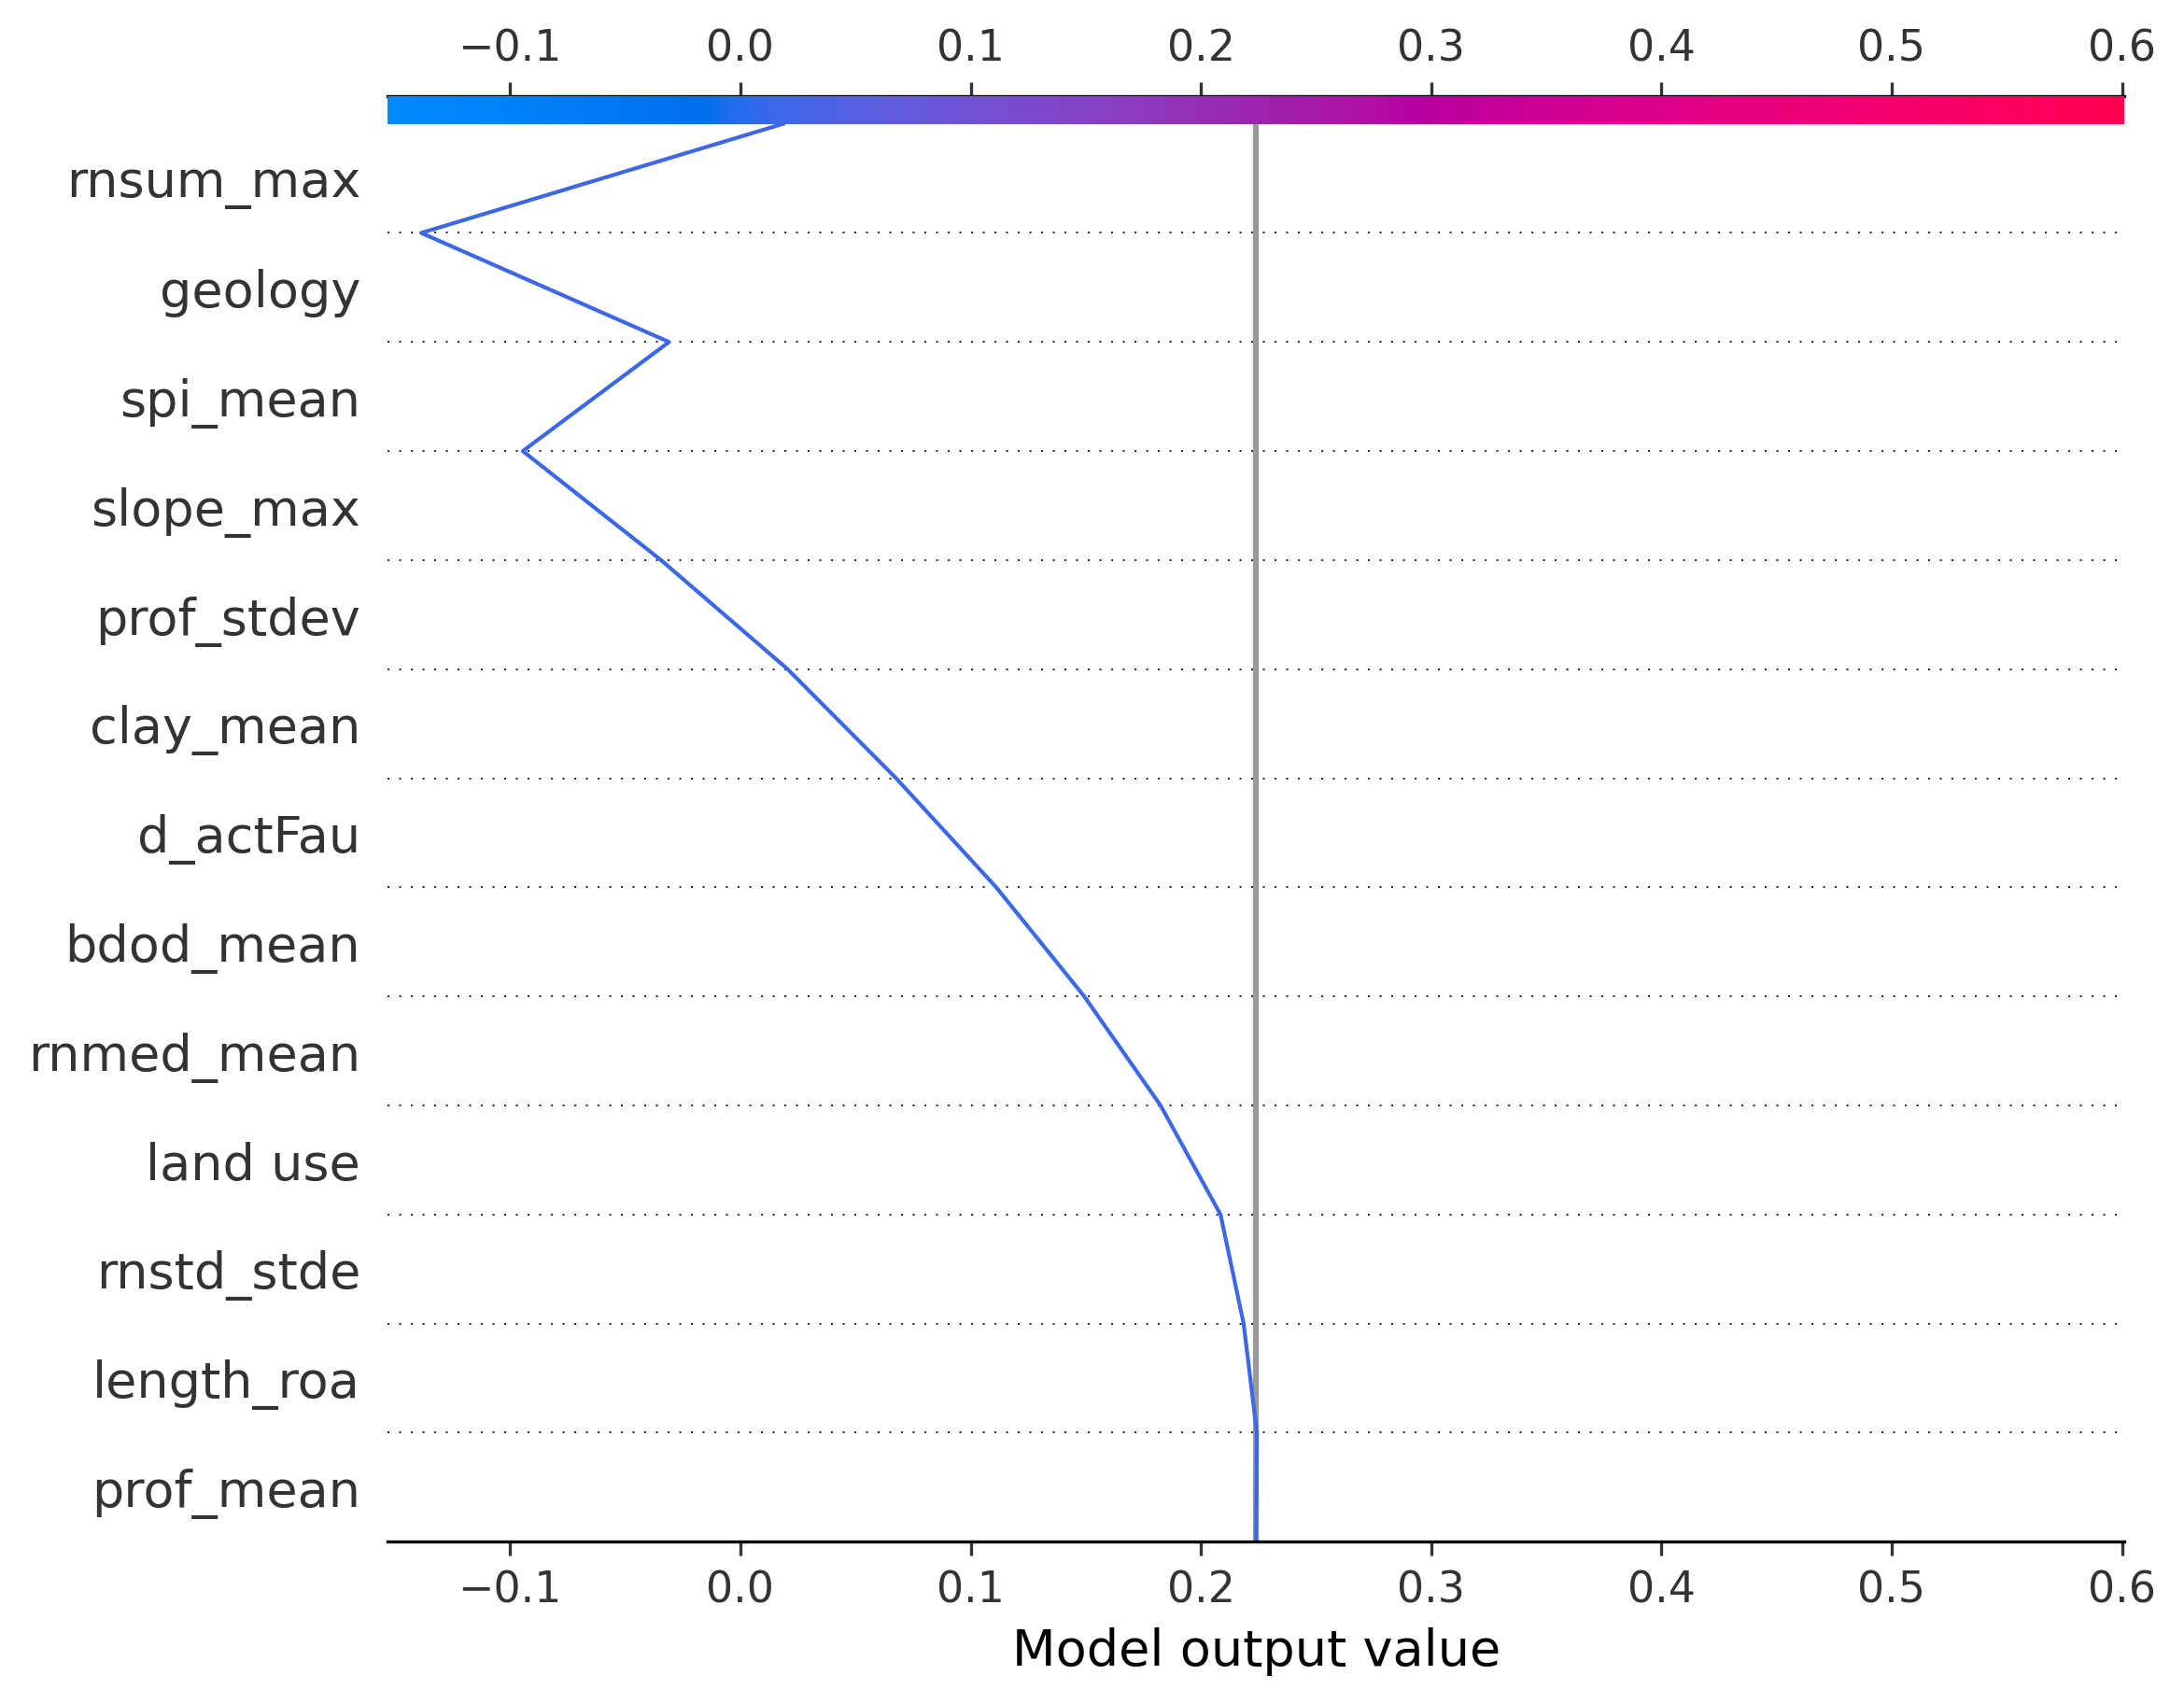 −0.1 0.0 0.1 0.2 0.3 0.4 0.5 0.6
rnsum_max
geology
spi_mean
slope_max
prof_stdev
clay_mean
d_actFau
bdod_mean
rnmed_mean
land use
rnstd_stde
length_roa
prof_mean
−0.1 0.0 0.1 0.2 0.3 0.4 0.5 0.6
Model output value